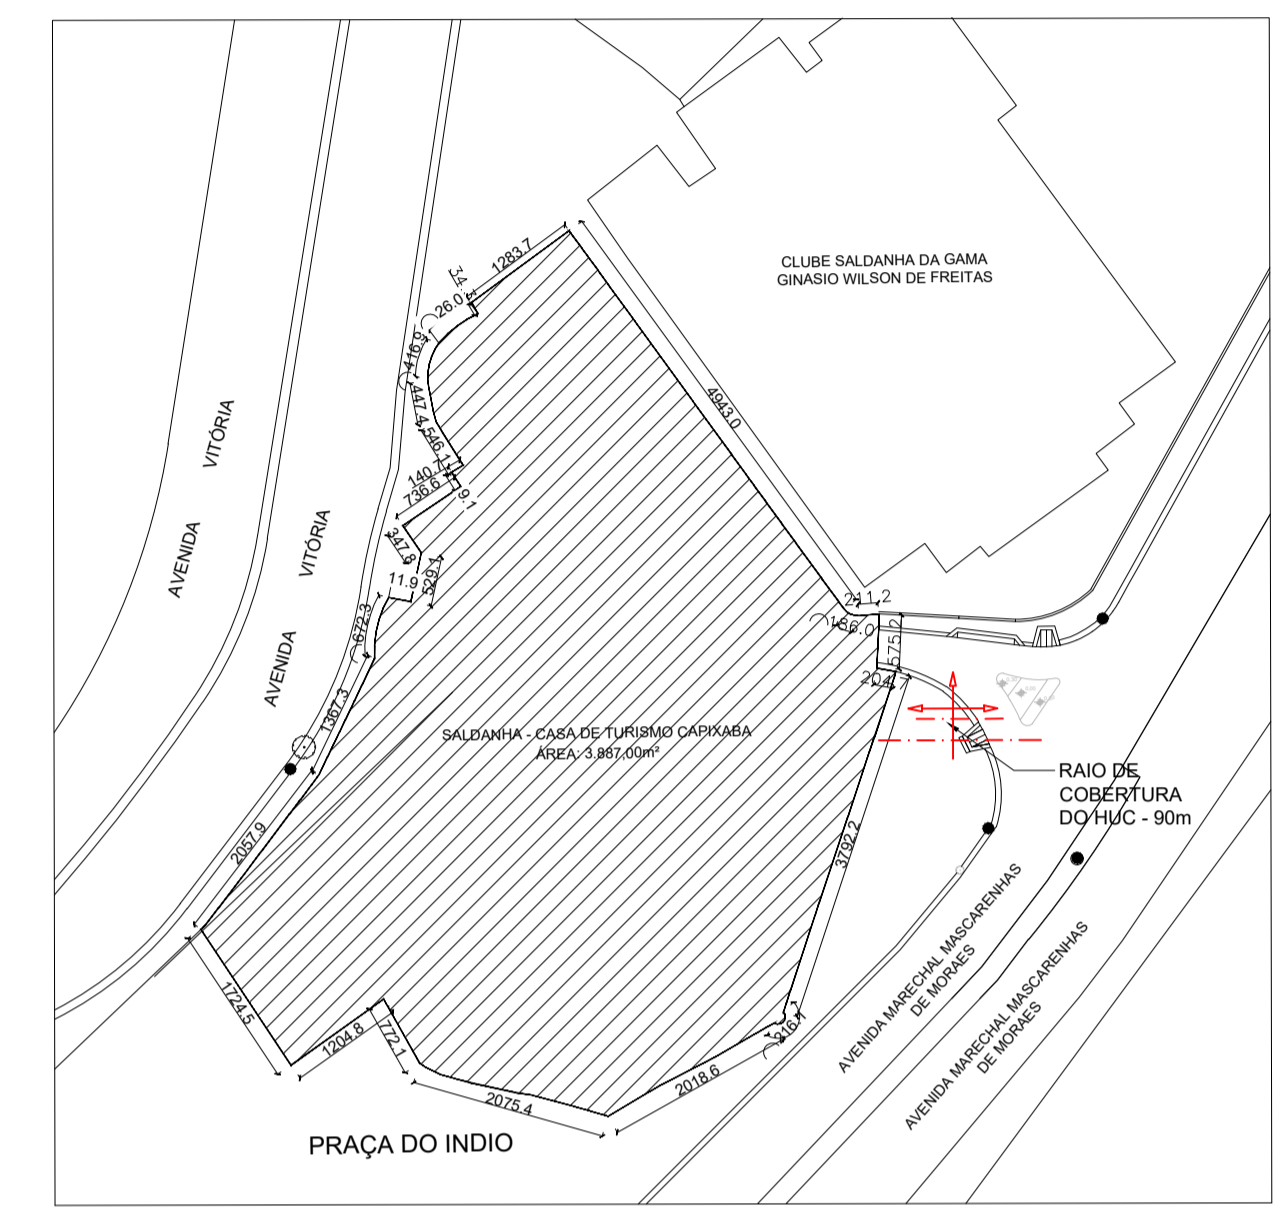 CLUBE SALDANHA DA GAMA
GINASIO WILSON DE FREITAS
1283.7
26.0
416.9
447.4
546.1
140.7
736.6
9.1
347.8
529.1
11.9
672.3
1367.3
2057.9
4943.0
211.2
186.0
575.2
204.7
3792.2
AVENIDA VITÓRIA
AVENIDA VITÓRIA
SALDANHA - CASA DE TURISMO CAPIXABA
ÁREA: 3.887,00m²
RAIO DE
COBERTURA
DO HUC - 90m
AVENIDA MARECHAL MASCARENHAS
DE MORAES
AVENIDA MARECHAL MASCARENHAS
DE MORAES
1724.5
1204.8
772.1
2075.4
2018.6
216.1
PRAÇA DO INDIO